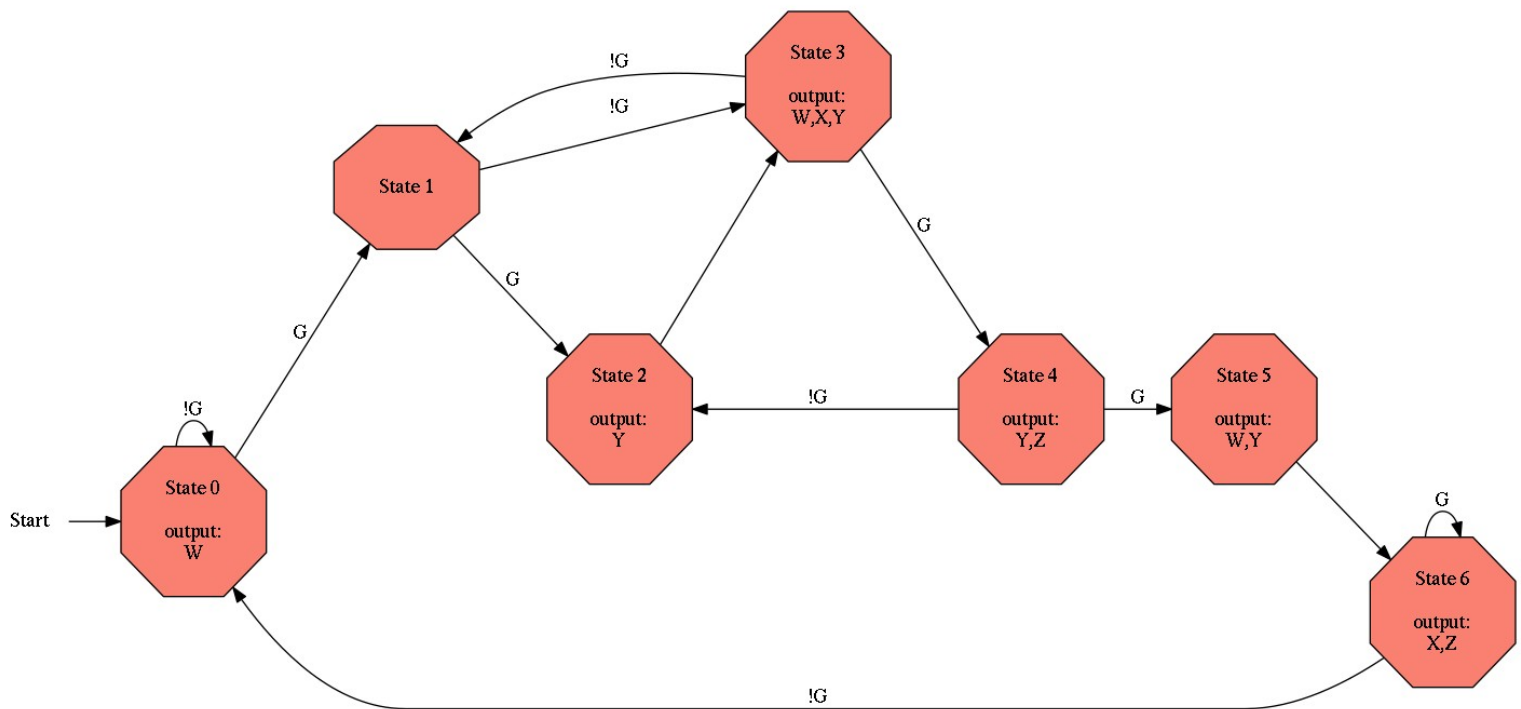 State 3
output:
W,X,Y
!G
!G
State 1
G
G
G
State 2
output:
Y
!G
State 4
output:
Y,Z
G
State 5
output:
W,Y
!G
State 0
output:
W
Start
G
State 6
output:
X,Z
!G